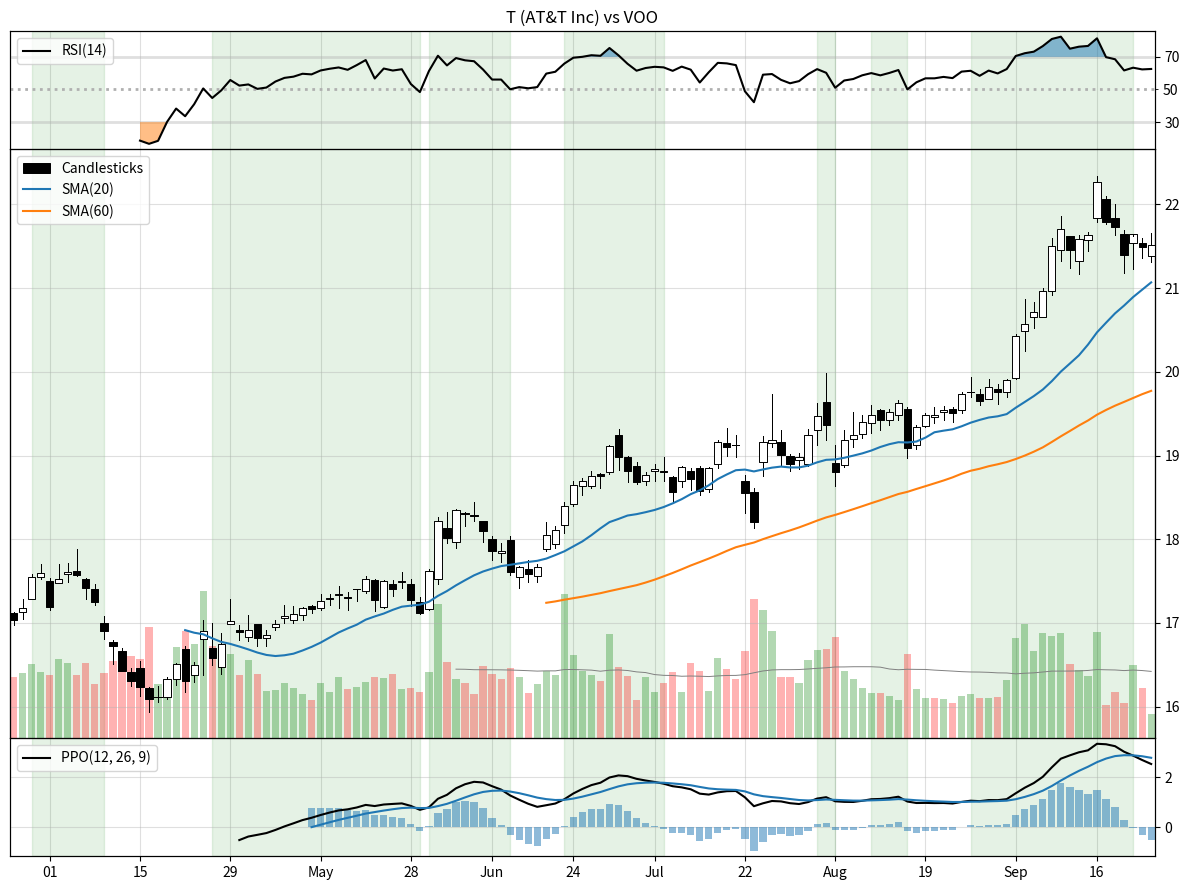 T (AT&T Inc) vs VOO
RSI(14)
70
50
30
Candlesticks
SMA(20)
SMA(60)
22
21
20
19
18
17
16
PPO(12, 26, 9)
2
0
01 15 29 May 28 Jun 24 Jul 22 Aug 19 Sep 16